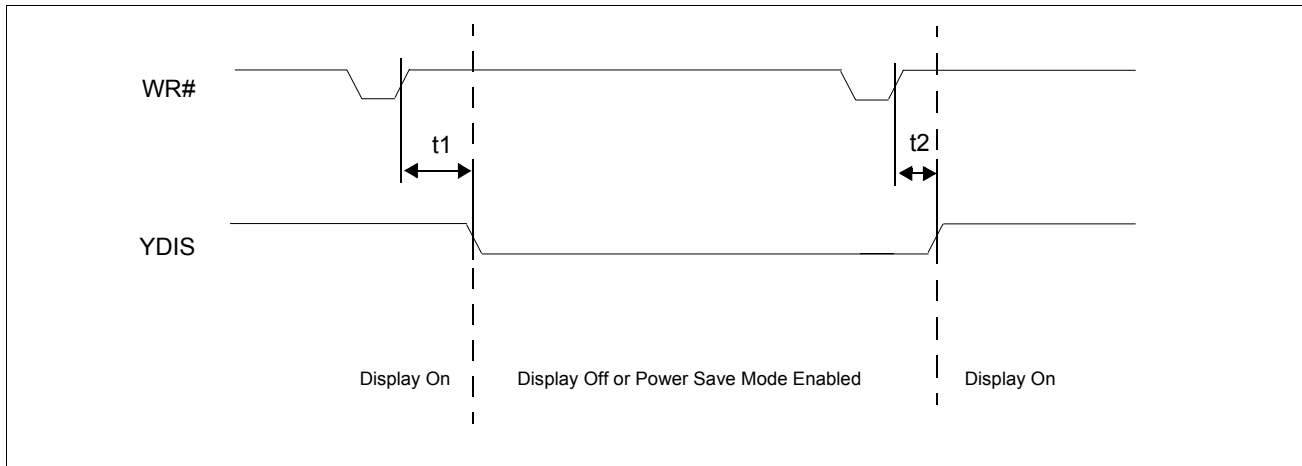 WR#
t1
t2
YDIS
Display On
Display Off or Power Save Mode Enabled
Display On